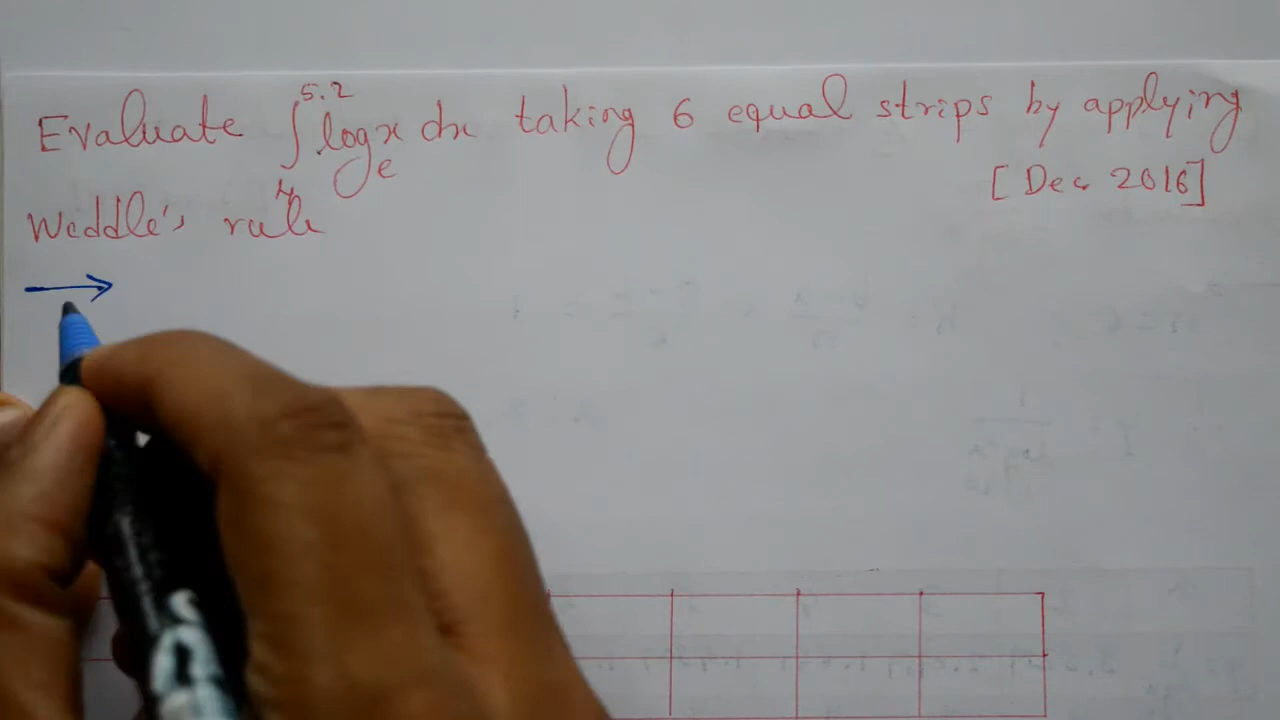 Evaluate ∫₄^5.2 logₑx dx taking 6 equal strips by applying
Weddle's rule [Dec 2016]